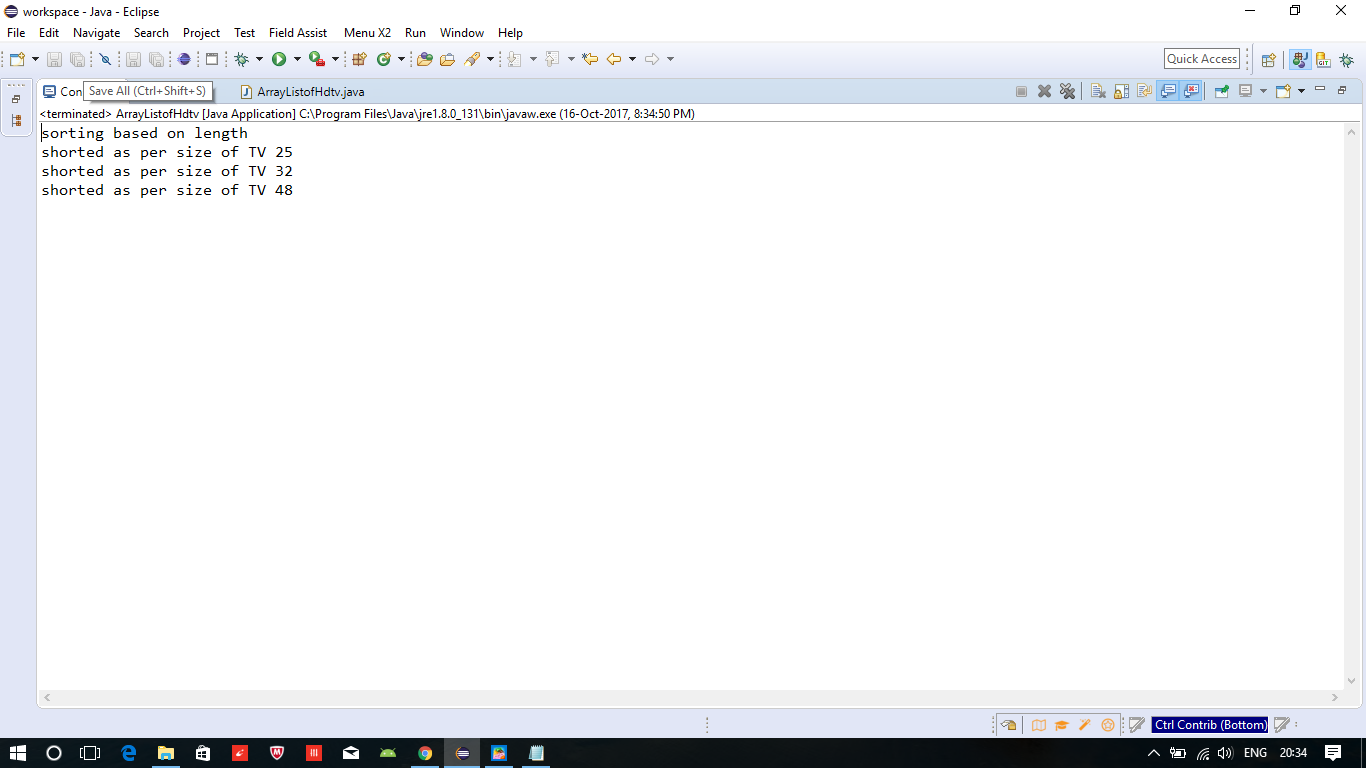 workspace - Java - Eclipse
File Edit Navigate Search Project Test Field Assist Menu X2 Run Window Help
Quick Access
Con
Save All (Ctrl+Shift+S)
ArrayListofHdtv.java
<terminated> ArrayListofHdtv [Java Application] C:\Program Files\Java\jre1.8.0_131\bin\javaw.exe (16-Oct-2017, 8:34:50 PM)
sorting based on length
shorted as per size of TV 25
shorted as per size of TV 32
shorted as per size of TV 48
Ctrl Contrib (Bottom)
ENG 20:34